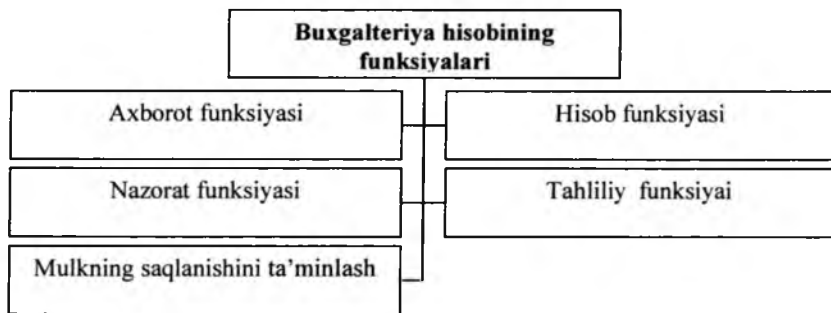 Buxgalteriya hisobining
funksiyalari
Axborot funksiyasi
Hisob funksiyasi
Nazorat funksiyasi
Tahliliy funksiyai
Mulkning saqlanishini ta’minlash